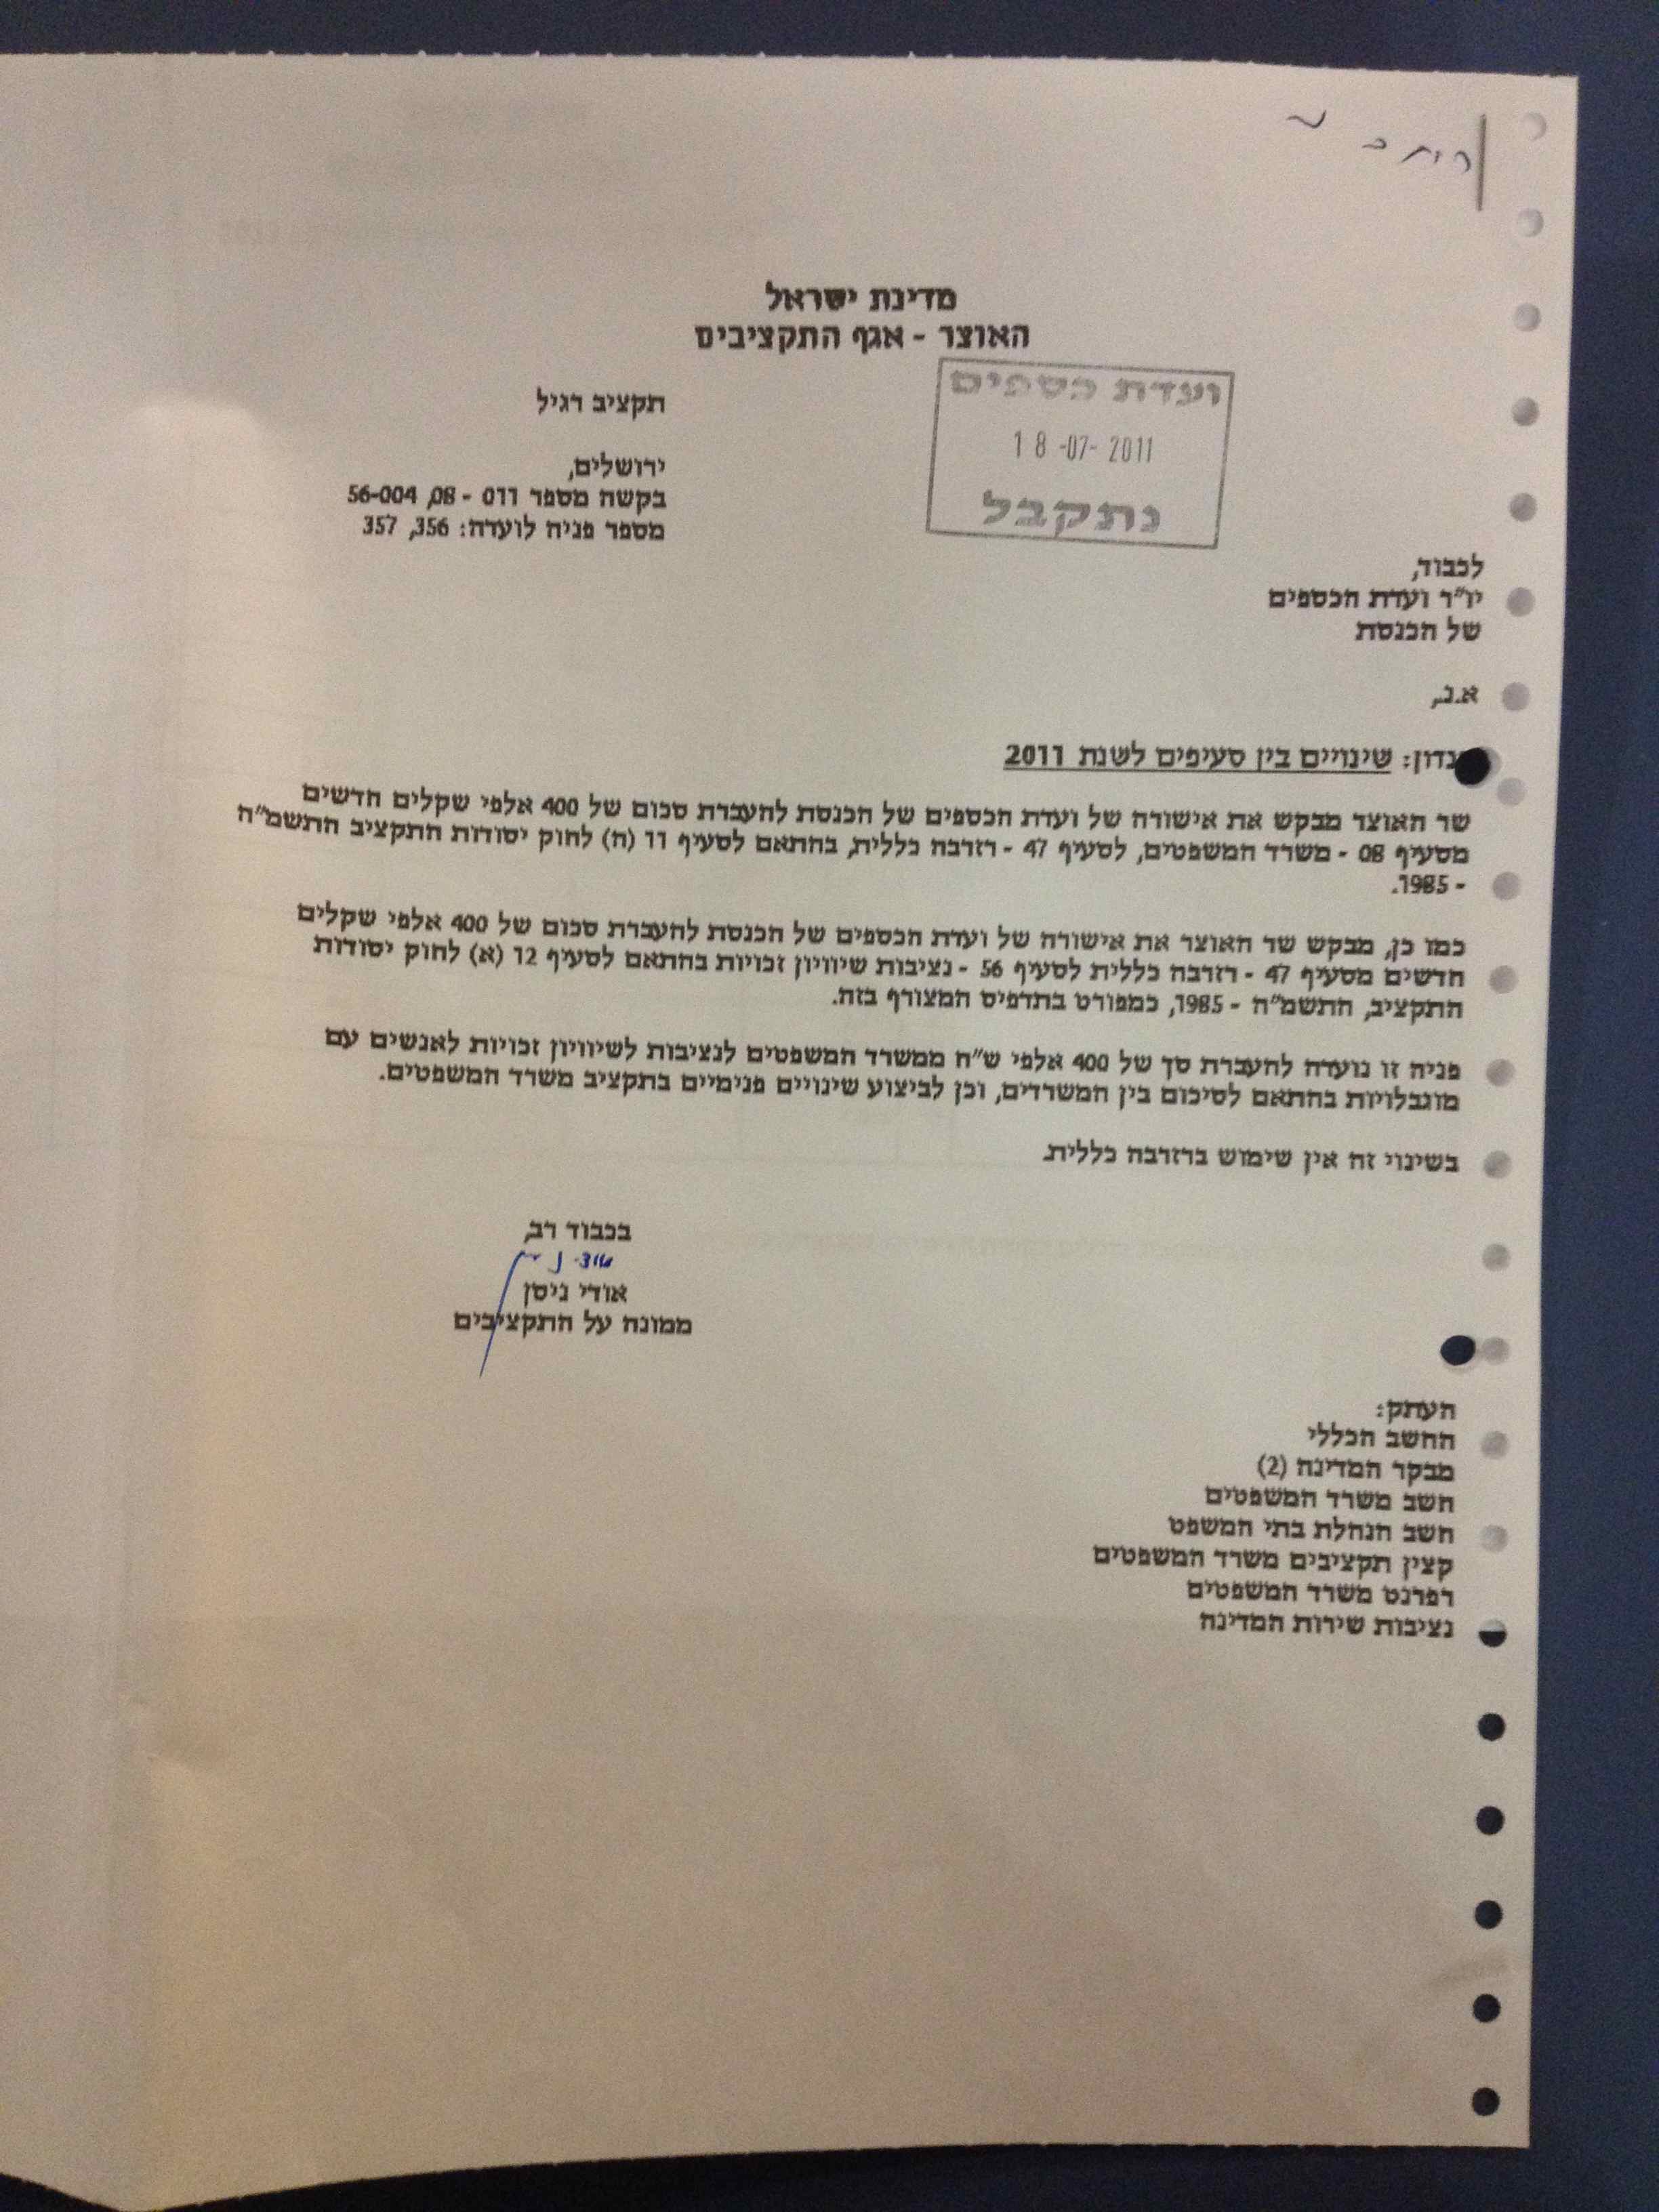 מדינת ישראל
האוצר - אגף התקציבים
ועדת כספים
18-07-2011
נתקבל
תקציב רגיל
ירושלים,
בקשה מספר 011 - 08, 56-004
מספר פניה לועדה: 356, 357
לכבוד,
יו"ר ועדת הכספים
של הכנסת
א.נ.,
נדון: שינויים בין סעיפים לשנת 2011
שר האוצר מבקש את אישורה של ועדת הכספים של הכנסת להעברת סכום של 400 אלפי שקלים חדשים
מסעיף 08 - משרד המשפטים, לסעיף 47 - רזרבה כללית, בהתאם לסעיף 11 (ח) לחוק יסודות התקציב התשמ"ה
- 1985.
כמו כן, מבקש שר האוצר את אישורה של ועדת הכספים של הכנסת להעברת סכום של 400 אלפי שקלים
חדשים מסעיף 47 - רזרבה כללית לסעיף 56 - נציבות שיוויון זכויות בהתאם לסעיף 12 (א) לחוק יסודות
התקציב, התשמ"ה - 1985, כמפורט בתדפיס המצורף בזה.
פניה זו נועדה להעברת סך של 400 אלפי ש"ח ממשרד המשפטים לנציבות לשיוויון זכויות לאנשים עם
מוגבלויות בהתאם לסיכום בין המשרדים, וכן לביצוע שינויים פנימיים בתקציב משרד המשפטים.
בשינוי זה אין שימוש ברזרבה כללית.
בכבוד רב,
אודי ניסן
ממונה על התקציבים
העתק:
החשב הכללי
מבקר המדינה (2)
חשב משרד המשפטים
חשב הנהלת בתי המשפט
קצין תקציבים משרד המשפטים
רפרנט משרד המשפטים
נציבות שירות המדינה